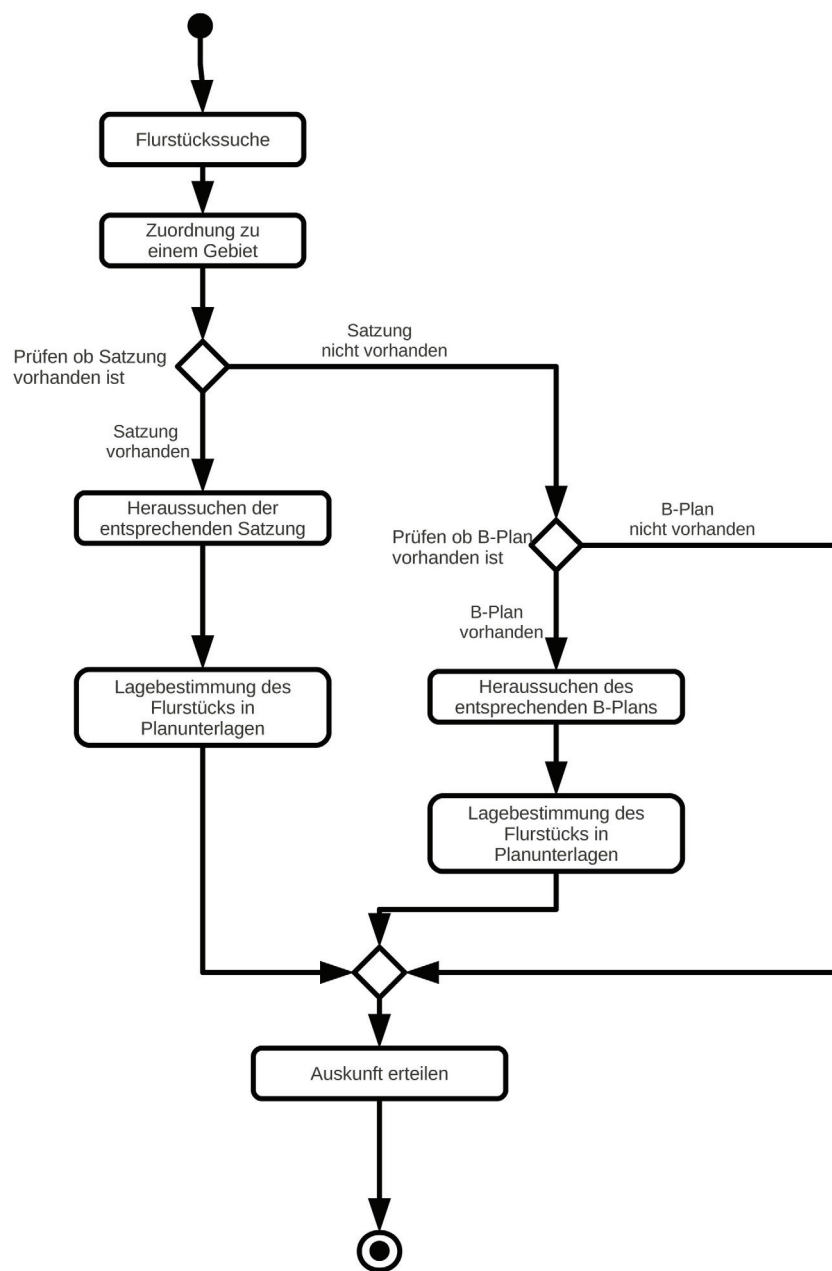 Flurstückssuche
Zuordnung zu
einem Gebiet
Prüfen ob Satzung
vorhanden ist
Satzung
nicht vorhanden
Satzung
vorhanden
Heraussuchen der
entsprechenden Satzung
Lagebestimmung des
Flurstücks in
Planunterlagen
Prüfen ob B-Plan
vorhanden ist
B-Plan
nicht vorhanden
B-Plan
vorhanden
Heraussuchen des
entsprechenden B-Plans
Lagebestimmung des
Flurstücks in
Planunterlagen
Auskunft erteilen